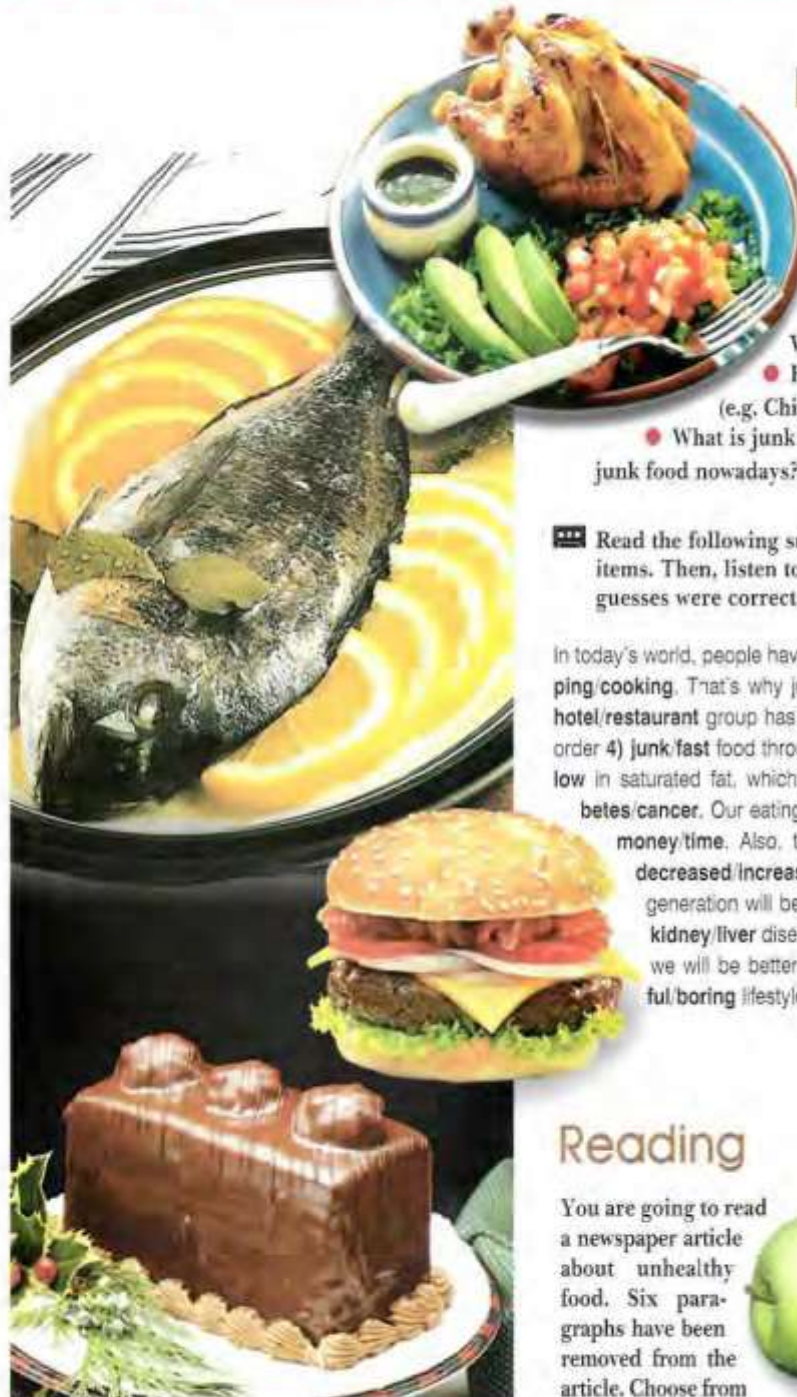 ● What is junk
junk food nowadays?
(e.g. Chi
Read the following su
items. Then, listen to
guesses were correct
In today's world, people hav
ping/cooking. That's why ju
hotel/restaurant group has
order 4) junk/fast food throu
low in saturated fat, which
betes/cancer. Our eating
money/time. Also, t
decreased/increas
generation will be
kidney/liver dise
we will be better
ful/boring lifestyle
Reading
You are going to read
a newspaper article
about unhealthy
food. Six para-
graphs have been
removed from the
article. Choose from